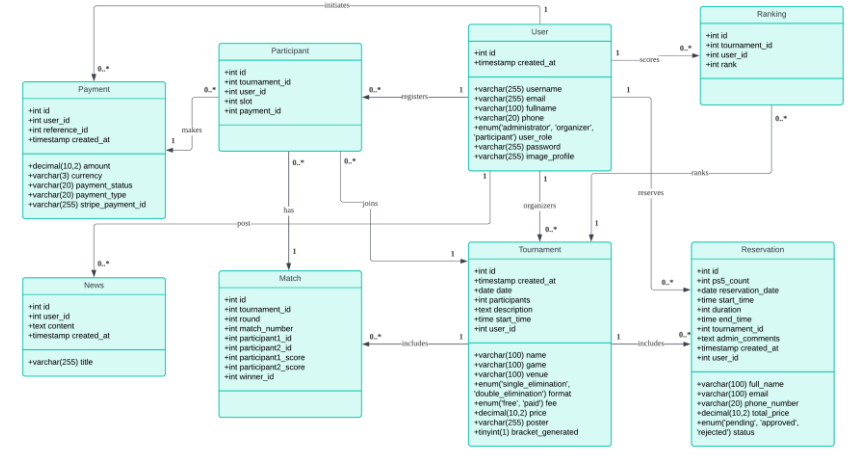 initiates
1
0..*
Payment
+int id
+int user_id
+int reference_id
+timestamp created_at
+decimal(10,2) amount
+varchar(3) currency
+varchar(20) payment_status
+varchar(20) payment_type
+varchar(255) stripe_payment_id
Participant
+int id
+int tournament_id
+int user_id
+int slot
+int payment_id
0..*
makes
1
0..*
registers
1
User
+int id
+timestamp created_at
+varchar(255) username
+varchar(255) email
+varchar(100) fullname
+varchar(20) phone
+enum('administrator', 'organizer',
'participant') user_role
+varchar(255) password
+varchar(255) image_profile
1
scores
0..*
Ranking
+int id
+int tournament_id
+int user_id
+int rank
0..*
ranks
1
1
reserves
0..*
0..*
has
1
0..*
joins
1
1
post
0..*
1
organizers
0..*
News
+int id
+int user_id
+text content
+timestamp created_at
+varchar(255) title
Match
+int id
+int tournament_id
+int round
+int match_number
+int participant1_id
+int participant2_id
+int participant1_score
+int participant2_score
+int winner_id
0..*
includes
1
Tournament
+int id
+timestamp created_at
+date date
+int participants
+text description
+time start_time
+int user_id
+varchar(100) name
+varchar(100) game
+varchar(100) venue
+enum('single_elimination',
'double_elimination') format
+enum('free', 'paid') fee
+decimal(10,2) price
+varchar(255) poster
+tinyint(1) bracket_generated
1
includes
0..*
Reservation
+int id
+int ps5_count
+date reservation_date
+time start_time
+int duration
+time end_time
+int tournament_id
+text admin_comments
+timestamp created_at
+int user_id
+varchar(100) full_name
+varchar(100) email
+varchar(20) phone_number
+decimal(10,2) total_price
+enum('pending', 'approved',
'rejected') status